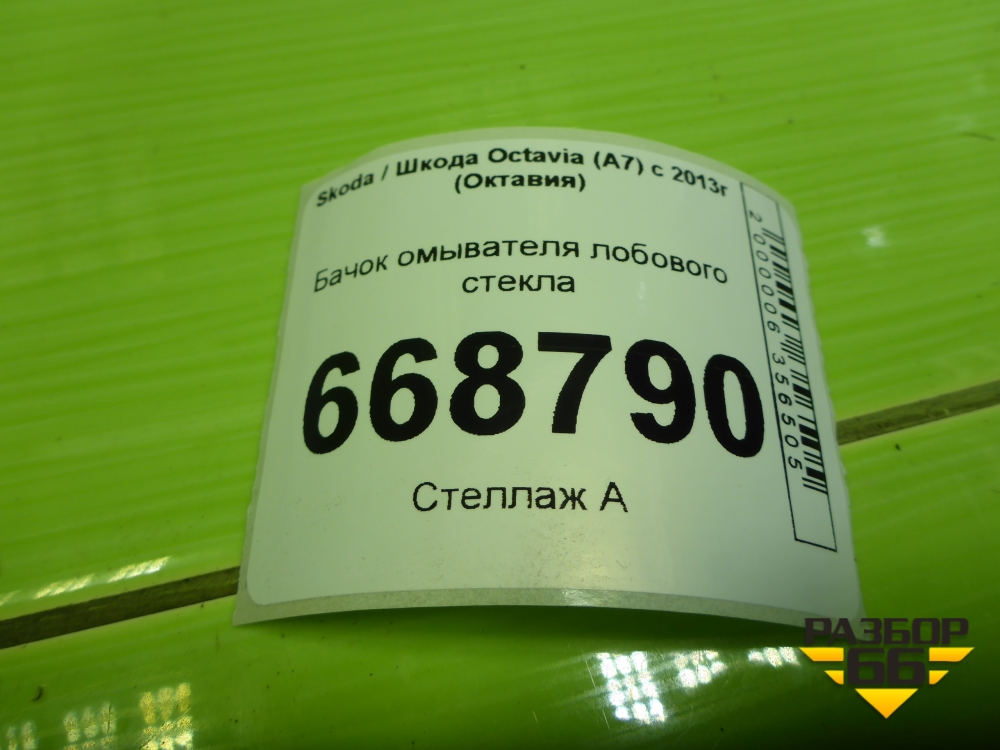 Skoda / Шкода Octavia (A7) с 2013г
(Октавия)
Бачок омывателя лобового
стекла
668790
Стеллаж А
2000006356505
РАЗБОР
66